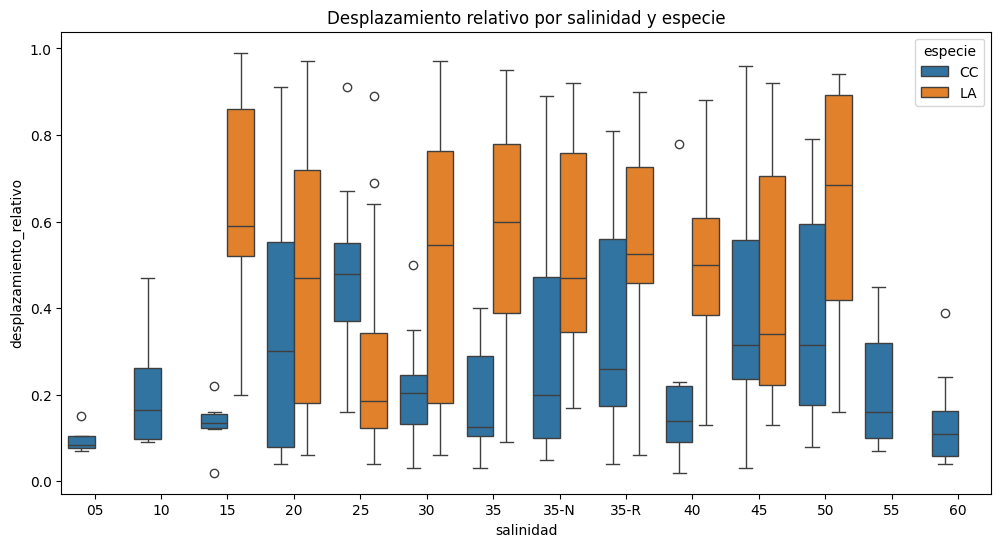 Desplazamiento relativo por salinidad y especie
especie
CC
LA
1.0
0.8
0.6
0.4
0.2
0.0
desplazamiento_relativo
05 10 15 20 25 30 35 35-N 35-R 40 45 50 55 60
salinidad